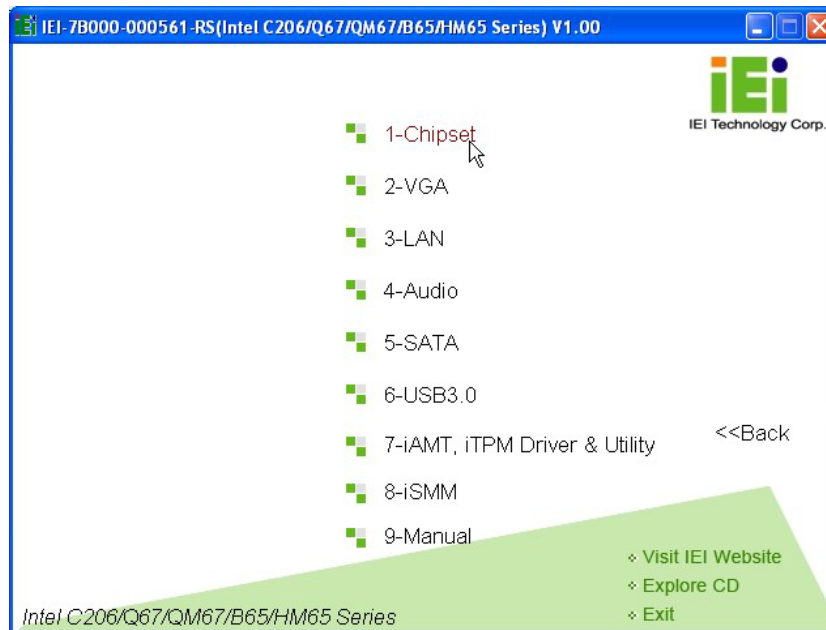 iEi IEI-7B000-000561-RS(Intel C206/Q67/QM67/B65/HM65 Series) V1.00
iEi
IEI Technology Corp.
1-Chipset
2-VGA
3-LAN
4-Audio
5-SATA
6-USB3.0
7-iAMT, iTPM Driver & Utility
<<Back
8-iSMM
9-Manual
Visit IEI Website
Explore CD
Exit
Intel C206/Q67/QM67/B65/HM65 Series